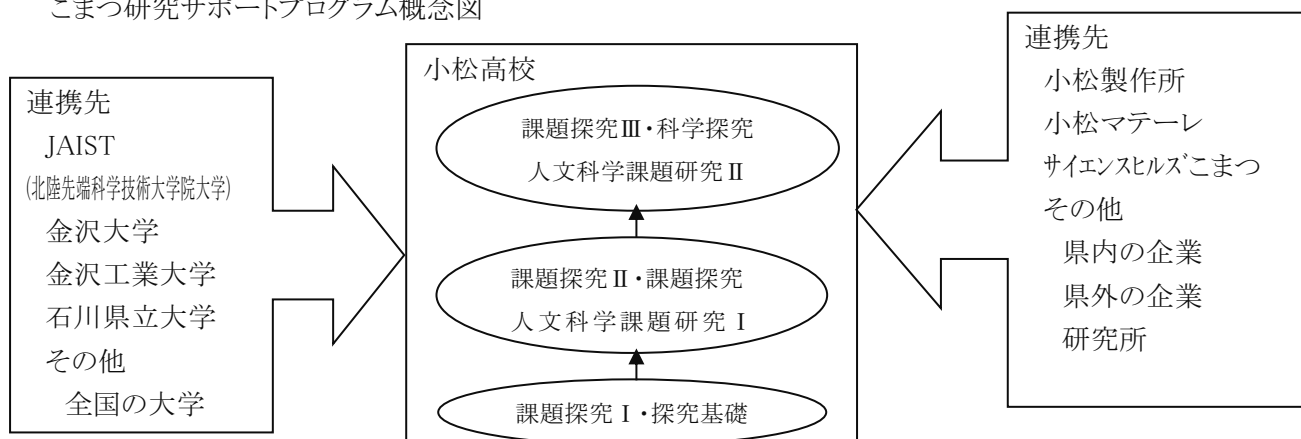 こまつ研究サポートプログラム概念図
連携先
JAIST
(北陸先端科学技術大学院大学)
金沢大学
金沢工業大学
石川県立大学
その他
全国の大学
小松高校
課題探究Ⅲ・科学探究
人文科学課題研究Ⅱ
課題探究Ⅱ・課題探究
人文科学課題研究Ⅰ
課題探究Ⅰ・探究基礎
連携先
小松製作所
小松マテーレ
サイエンスヒルズこまつ
その他
県内の企業
県外の企業
研究所